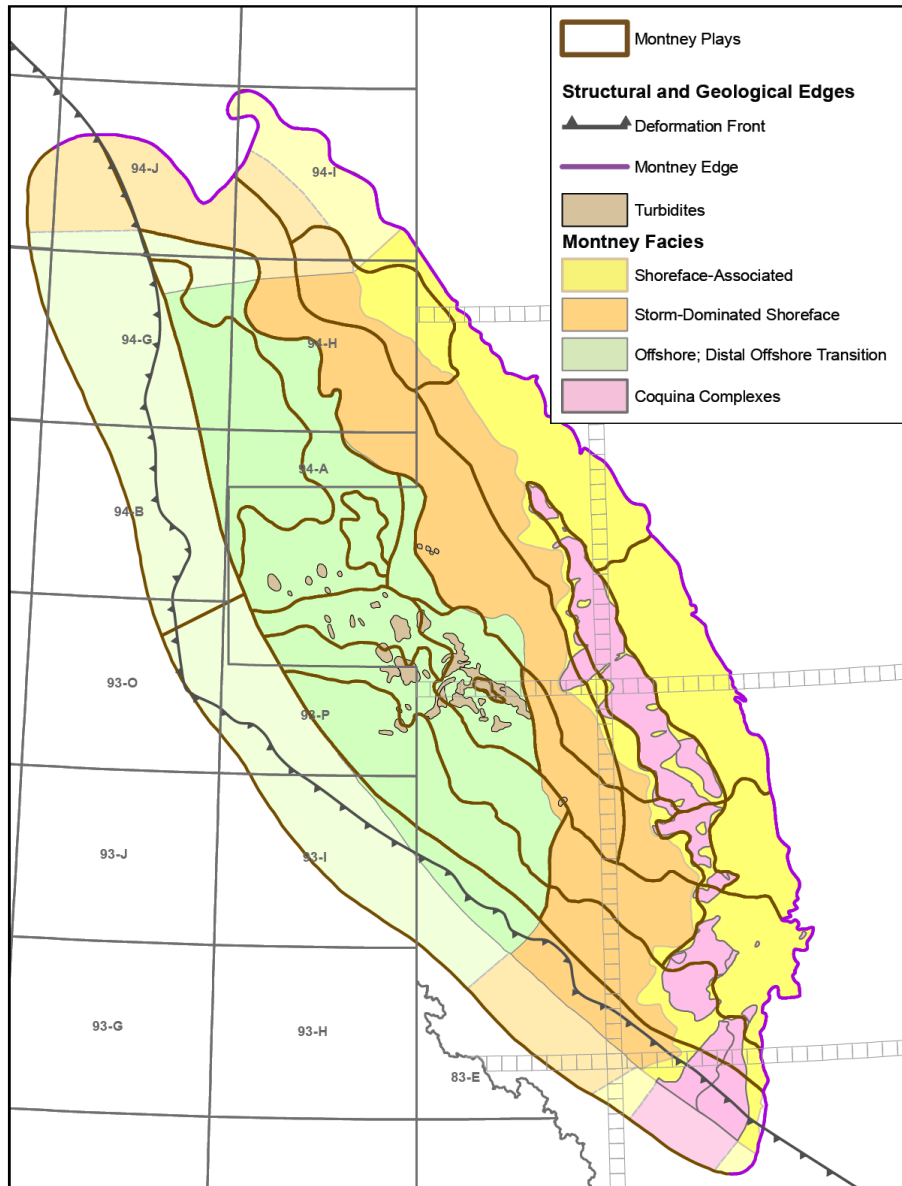 Montney Plays
Structural and Geological Edges
Deformation Front
Montney Edge
Turbidites
Montney Facies
Shoreface-Associated
Storm-Dominated Shoreface
Offshore; Distal Offshore Transition
Coquina Complexes
94-J
94-I
94-G
94-H
94-A
94-B
93-O
93-P
93-J
93-I
93-G
93-H
83-E